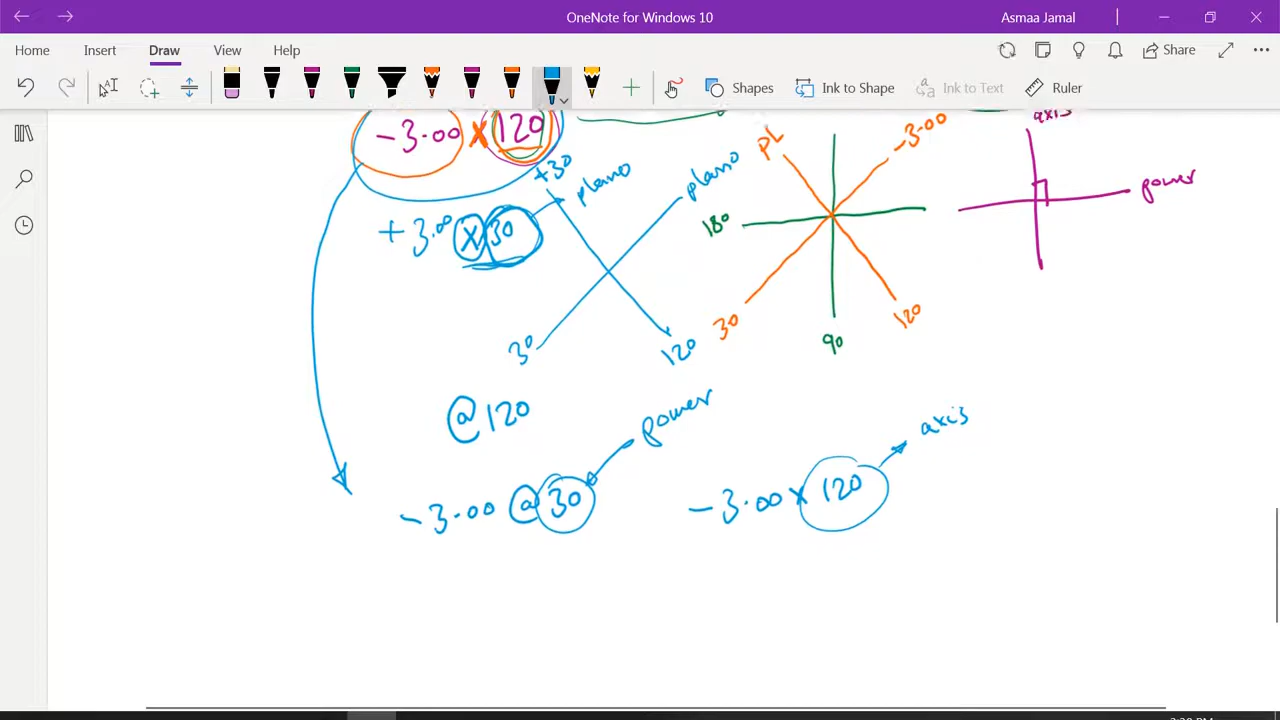 OneNote for Windows 10
Asmaa Jamal
Home Insert Draw View Help
Share
Shapes Ink to Shape Ink to Text Ruler
-3.00 x 120
+30
plano
plano
+3.00 x 30
30
120
pl
-3.00
180
30
90
120
axis
power
@120
power
-3.00 @ 30
axis
-3.00 x 120